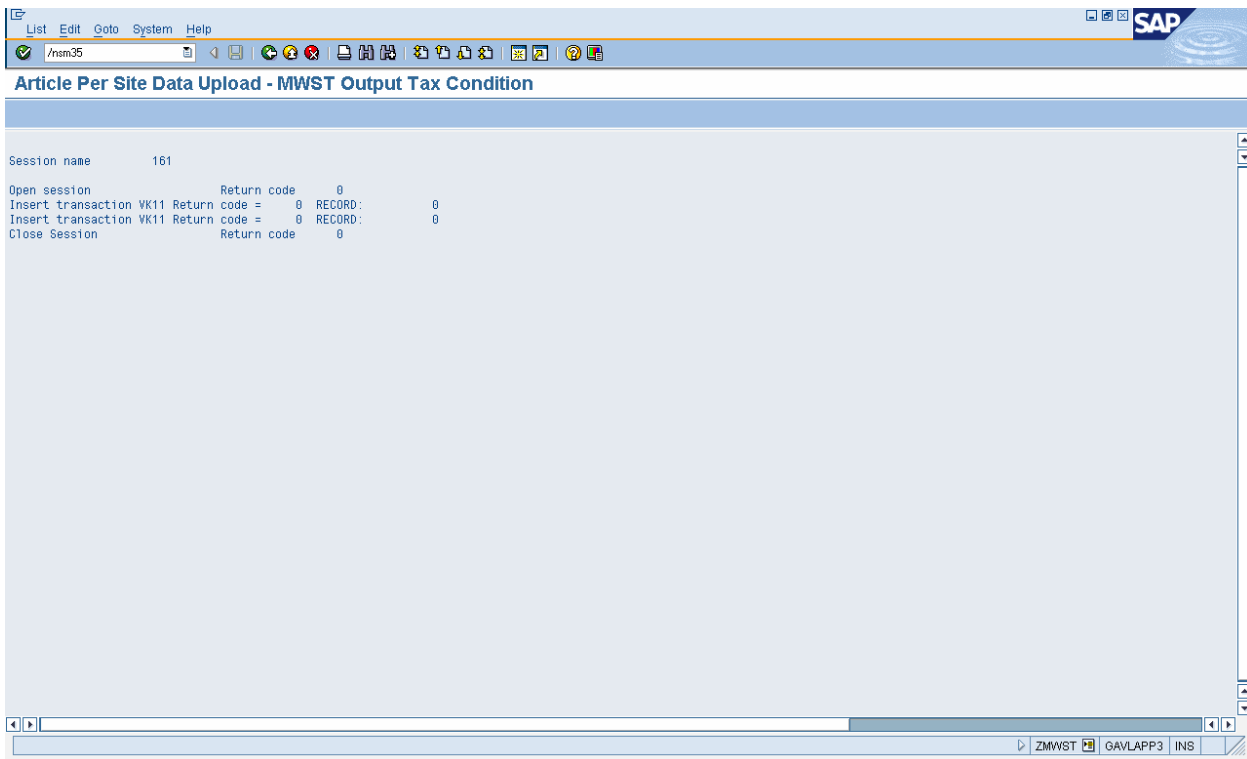 List Edit Goto System Help
SAP
/nsm35
Article Per Site Data Upload - MWST Output Tax Condition
Session name 161
Open session Return code 0
Insert transaction VK11 Return code = 0 RECORD: 0
Insert transaction VK11 Return code = 0 RECORD: 0
Close Session Return code 0
ZMWST GAVLAPP3 INS